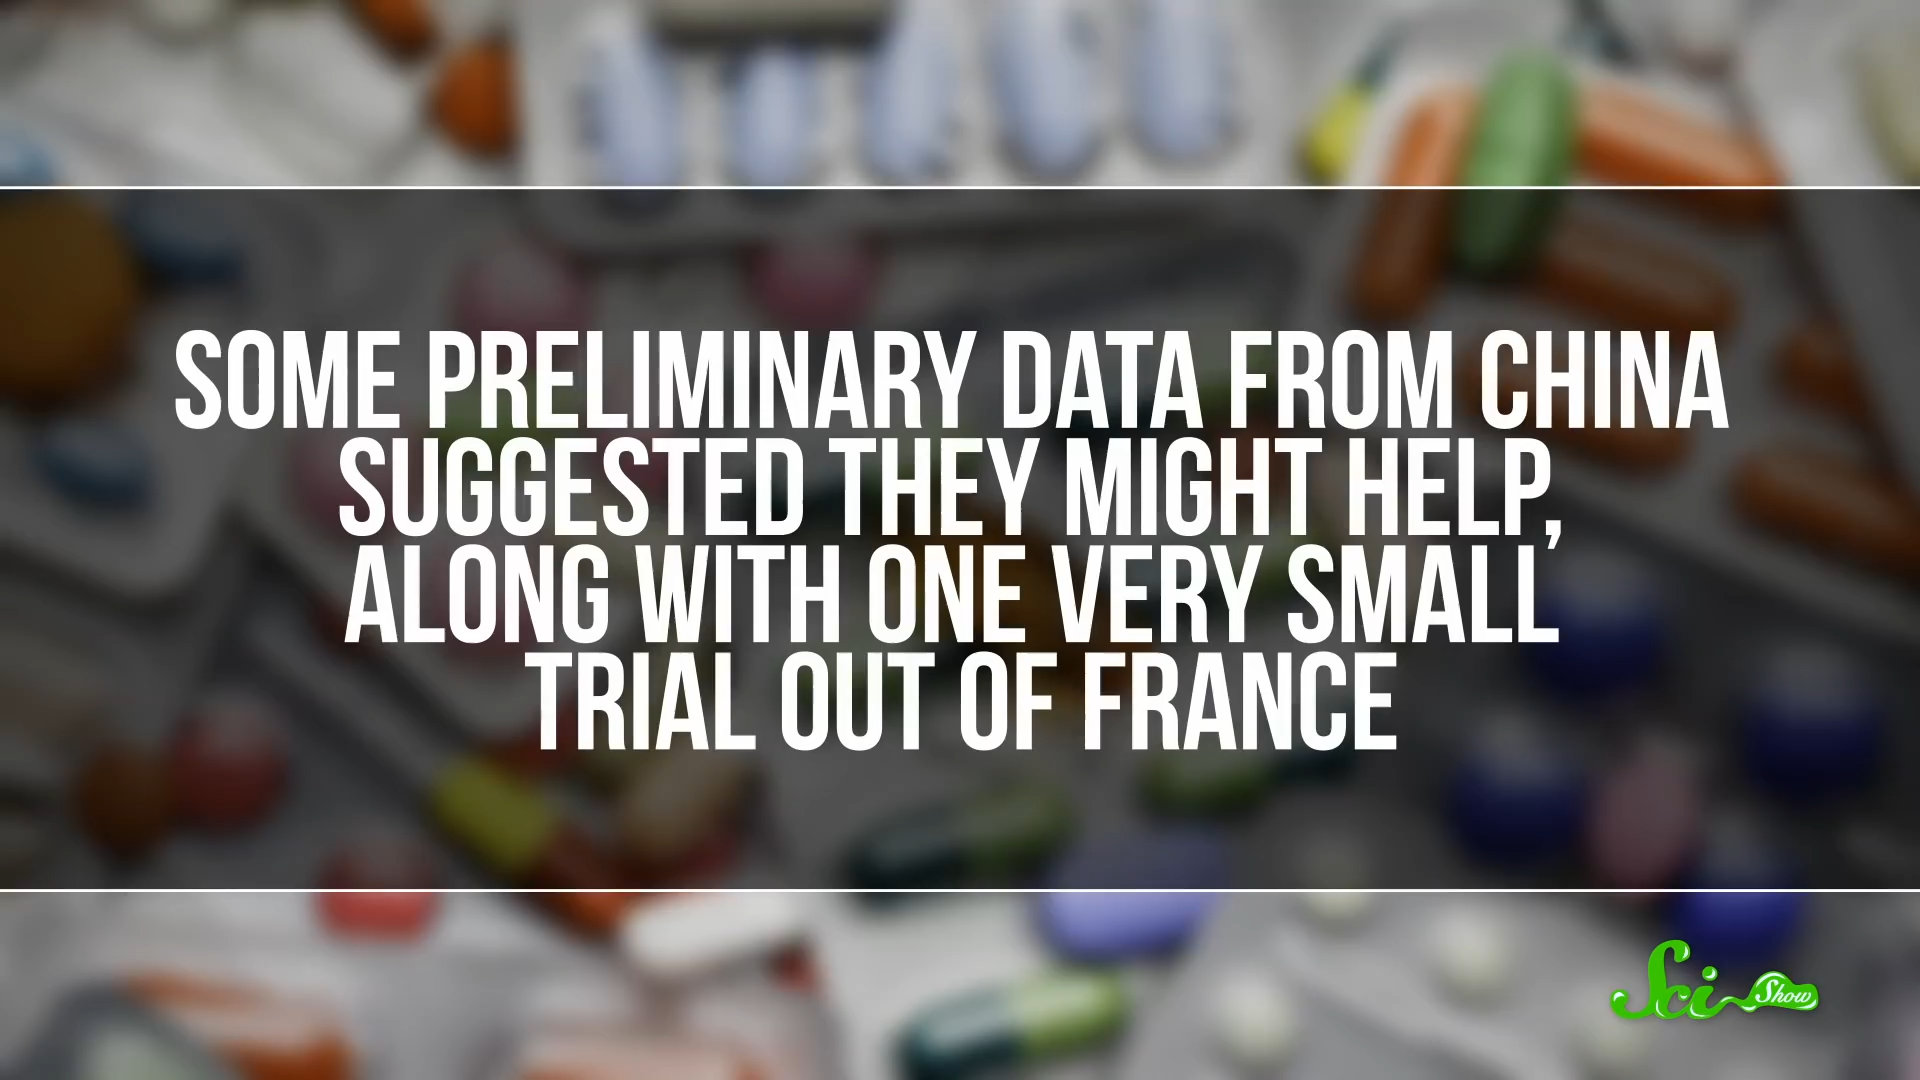 SOME PRELIMINARY DATA FROM CHINA
SUGGESTED THEY MIGHT HELP,
ALONG WITH ONE VERY SMALL
TRIAL OUT OF FRANCE
Sci Show